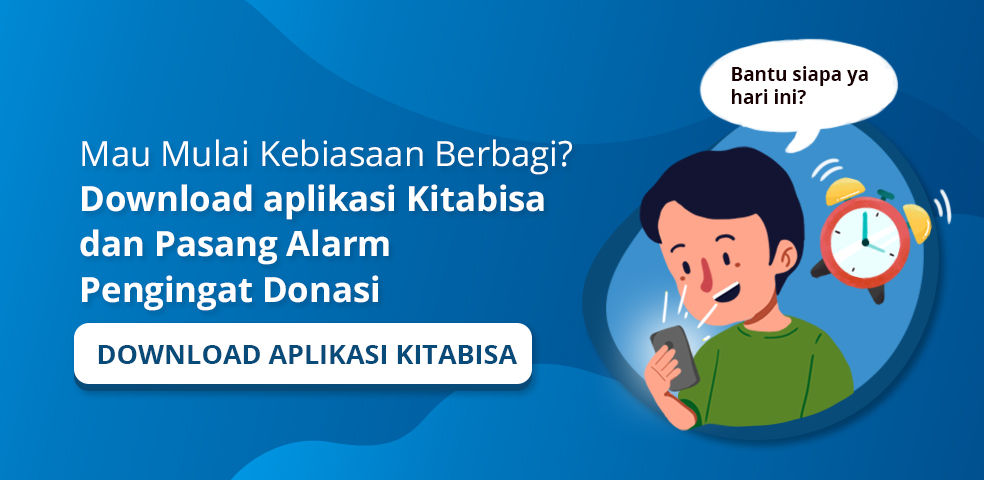 Mau Mulai Kebiasaan Berbagi?
Download aplikasi Kitabisa
dan Pasang Alarm
Pengingat Donasi
DOWNLOAD APLIKASI KITABISA
Bantu siapa ya
hari ini?